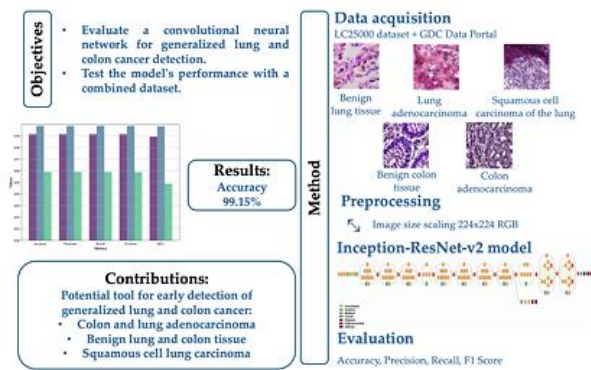 Objectives
• Evaluate a convolutional neural
network for generalized lung and
colon cancer detection.
• Test the model's performance with a
combined dataset.
Results:
Accuracy
99.15%
Contributions:
Potential tool for early detection of
generalized lung and colon cancer:
• Colon and lung adenocarcinoma
• Benign lung and colon tissue
• Squamous cell lung carcinoma
Method
Data acquisition
LC25000 dataset + GDC Data Portal
Benign
lung tissue
Lung
adenocarcinoma
Squamous cell
carcinoma of the lung
Benign colon
tissue
Colon
adenocarcinoma
Preprocessing
Image size scaling 224x224 RGB
Inception-ResNet-v2 model
Evaluation
Accuracy, Precision, Recall, F1 Score